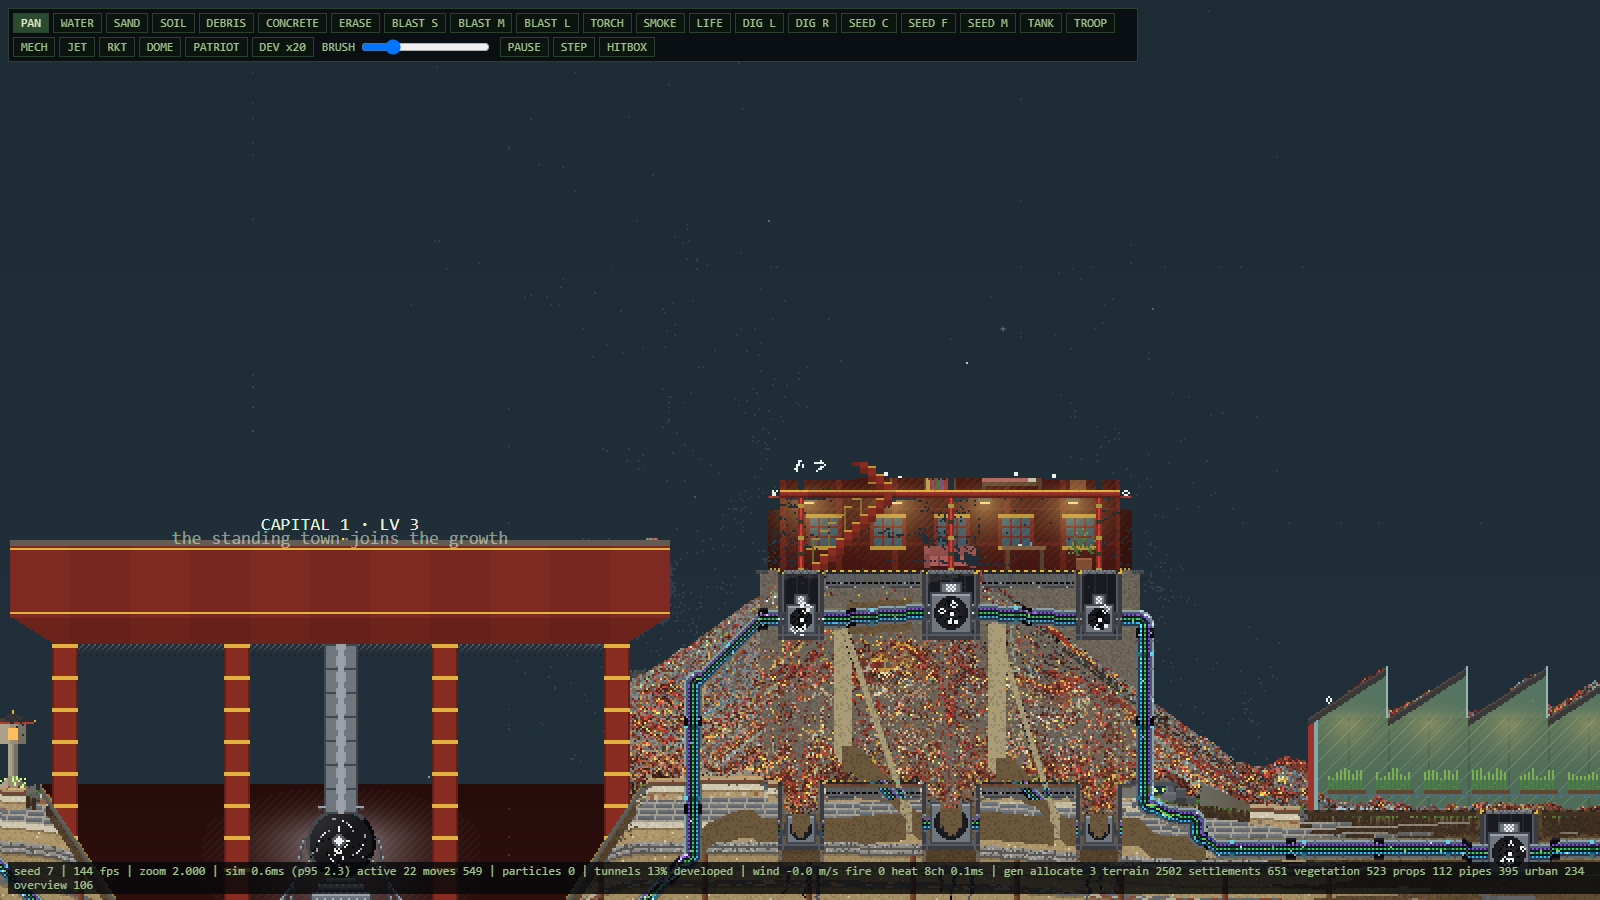 PAN WATER SAND SOIL DEBRIS CONCRETE ERASE BLAST S BLAST M BLAST L TORCH SMOKE LIFE DIG L DIG R SEED C SEED F SEED M TANK TROOP
MECH JET RKT DOME PATRIOT DEV x20 BRUSH PAUSE STEP HITBOX
CAPITAL 1 · LV 3
the standing town joins the growth
seed 7 | 144 fps | zoom 2.000 | sim 0.6ms (p95 2.3) active 22 moves 549 | particles 0 | tunnels 13% developed | wind -0.0 m/s fire 0 heat 8ch 0.1ms | gen allocate 3 terrain 2502 settlements 651 vegetation 523 props 112 pipes 395 urban 234
overview 106